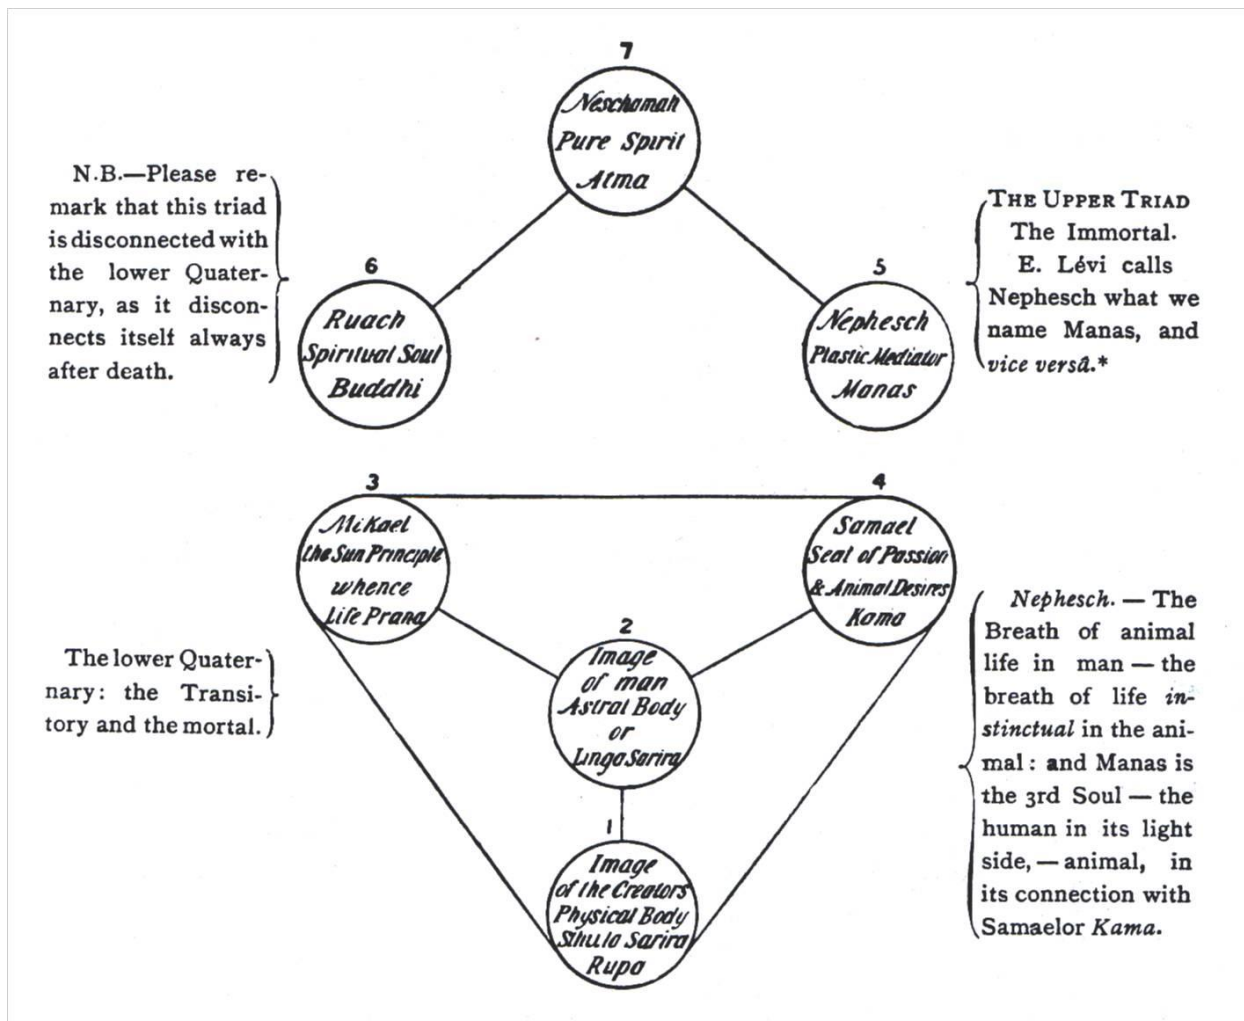 7
Neschamah
Pure Spirit
Atma
N.B.—Please re-
mark that this triad
is disconnected with
the lower Quater-
nary, as it discon-
nects itself always
after death.
6
Ruach
Spiritual Soul
Buddhi
5
Nephesch
Plastic Mediator
Manas
THE UPPER TRIAD
The Immortal.
E. Lévi calls
Nephesch what we
name Manas, and
vice versâ.*
3
Mikael
the Sun Principle
whence
Life Prana
4
Samael
Seat of Passion
& Animal Desires
Kama
2
Image
of man
Astral Body
or
Linga Sarira
1
Image
of the Creators
Physical Body
Sthula Sarira
Rupa
The lower Quater-
nary: the Transi-
tory and the mortal.
Nephesch. — The
Breath of animal
life in man — the
breath of life in-
stinctual in the ani-
mal: and Manas is
the 3rd Soul — the
human in its light
side, — animal, in
its connection with
Samaelor Kama.